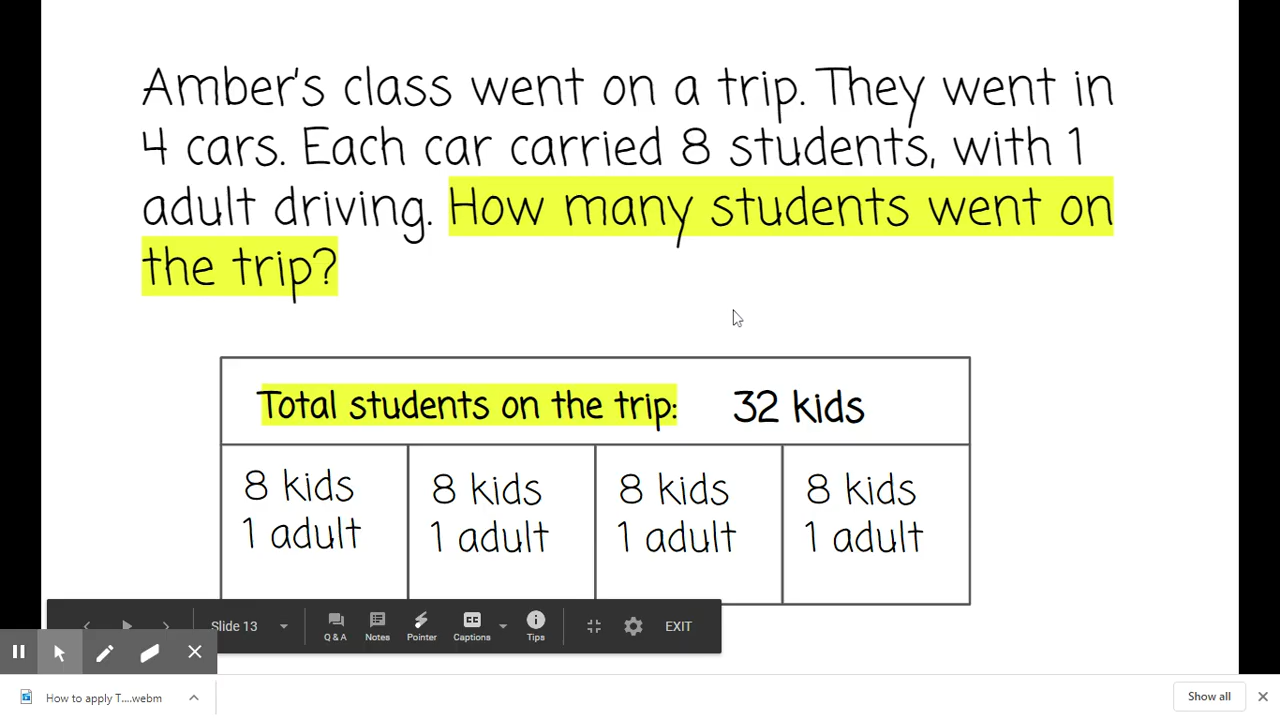 Amber's class went on a trip. They went in
4 cars. Each car carried 8 students, with 1
adult driving. How many students went on
the trip?
Total students on the trip: 32 kids
8 kids 8 kids 8 kids 8 kids
1 adult 1 adult 1 adult 1 adult
Slide 13 Q & A Notes Pointer CC Captions Tips EXIT
How to apply T....webm Show all